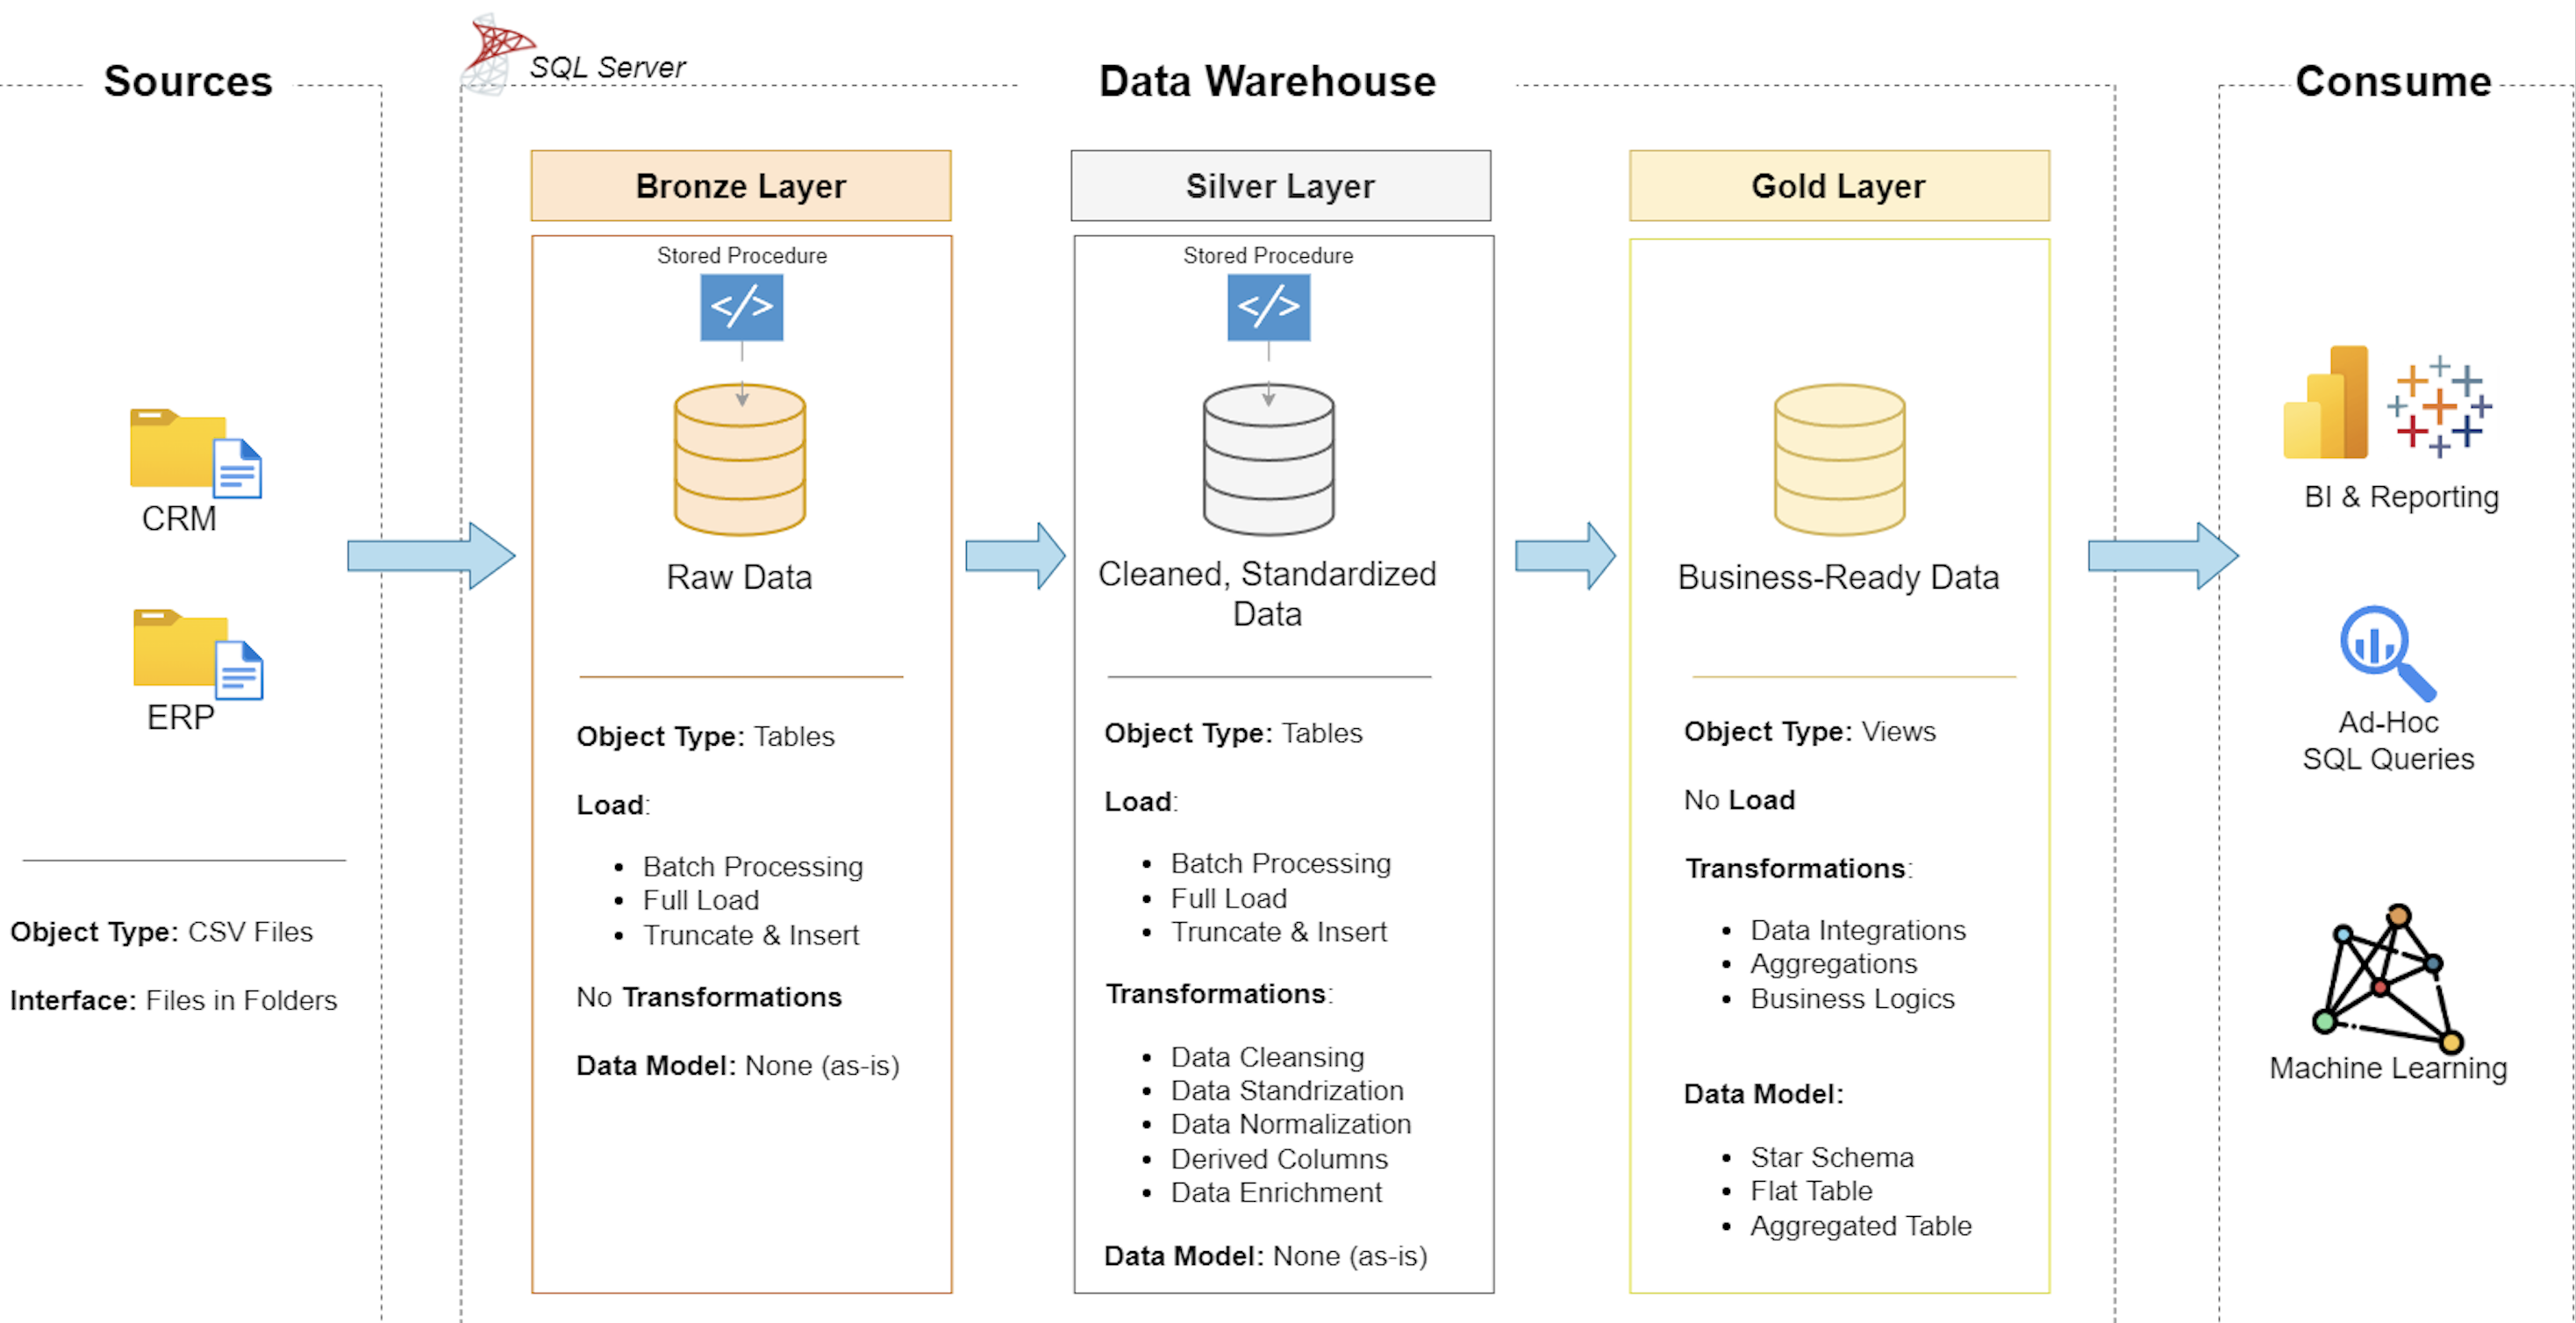 Sources
CRM
ERP
Object Type: CSV Files
Interface: Files in Folders
SQL Server
Data Warehouse
Bronze Layer
Stored Procedure
</>
Raw Data
Object Type: Tables
Load:
• Batch Processing
• Full Load
• Truncate & Insert
No Transformations
Data Model: None (as-is)
Silver Layer
Stored Procedure
</>
Cleaned, Standardized
Data
Object Type: Tables
Load:
• Batch Processing
• Full Load
• Truncate & Insert
Transformations:
• Data Cleansing
• Data Standrization
• Data Normalization
• Derived Columns
• Data Enrichment
Data Model: None (as-is)
Gold Layer
Business-Ready Data
Object Type: Views
No Load
Transformations:
• Data Integrations
• Aggregations
• Business Logics
Data Model:
• Star Schema
• Flat Table
• Aggregated Table
Consume
BI & Reporting
Ad-Hoc
SQL Queries
Machine Learning